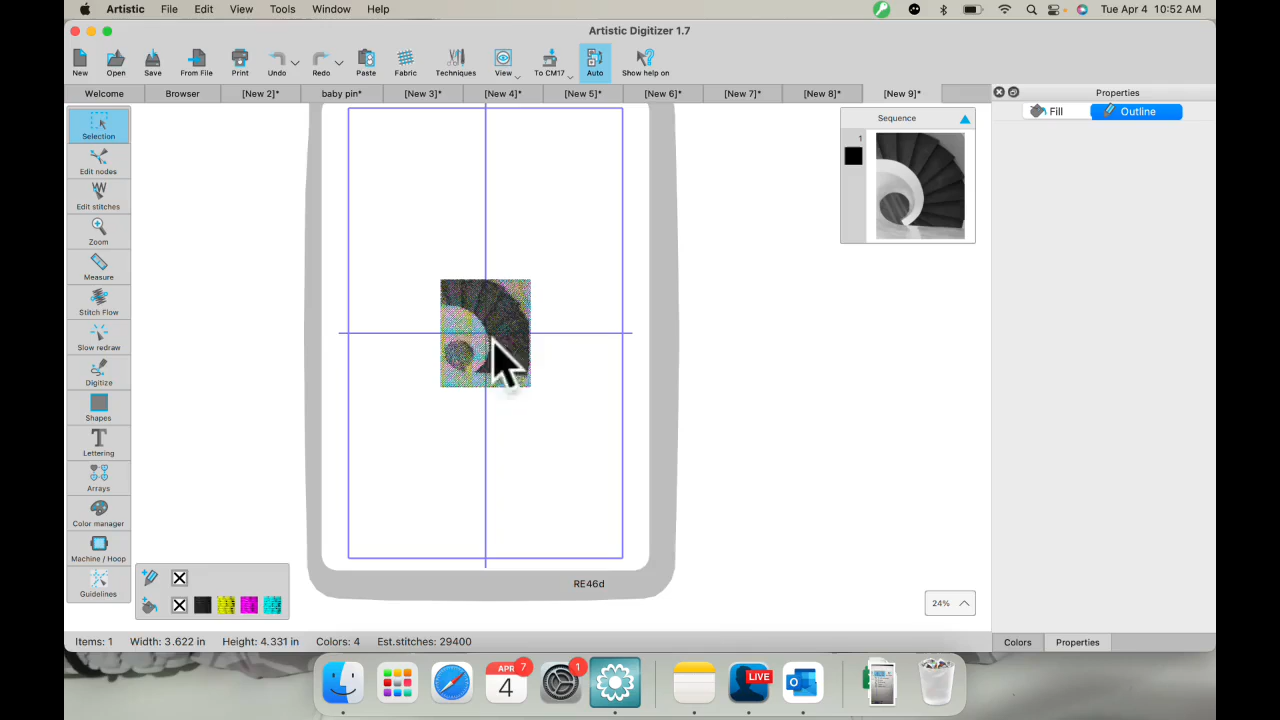 Artistic File Edit View Tools Window Help Tue Apr 4 10:52 AM
Artistic Digitizer 1.7
New Open Save From File Print Undo Redo Paste Fabric Techniques View To CM17 Auto Show help on
Welcome Browser [New 2]* baby pin* [New 3]* [New 4]* [New 5]* [New 6]* [New 7]* [New 8]* [New 9]* Properties
Fill Outline
Sequence
1
Selection
Edit nodes
Edit stitches
Zoom
Measure
Stitch Flow
Slow redraw
Digitize
Shapes
Lettering
Arrays
Color manager
Machine / Hoop
Guidelines
RE46d
24%
Items: 1 Width: 3.622 in Height: 4.331 in Colors: 4 Est.stitches: 29400 Colors Properties
APR 7
4
1
LIVE